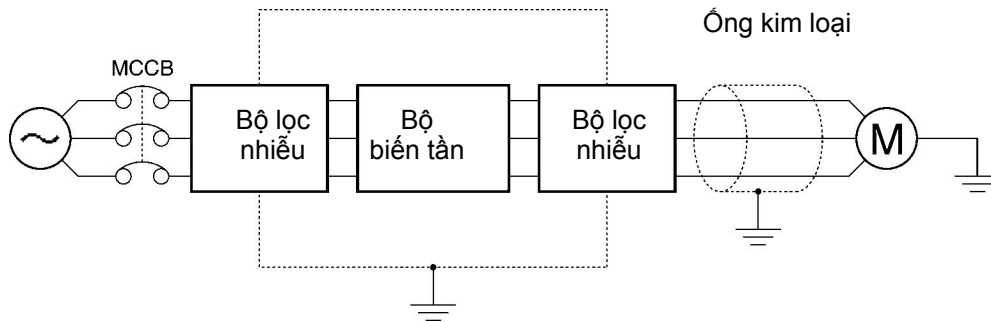 Ống kim loại
MCCB
Bộ lọc
nhiễu
Bộ
biến tần
Bộ lọc
nhiễu
M